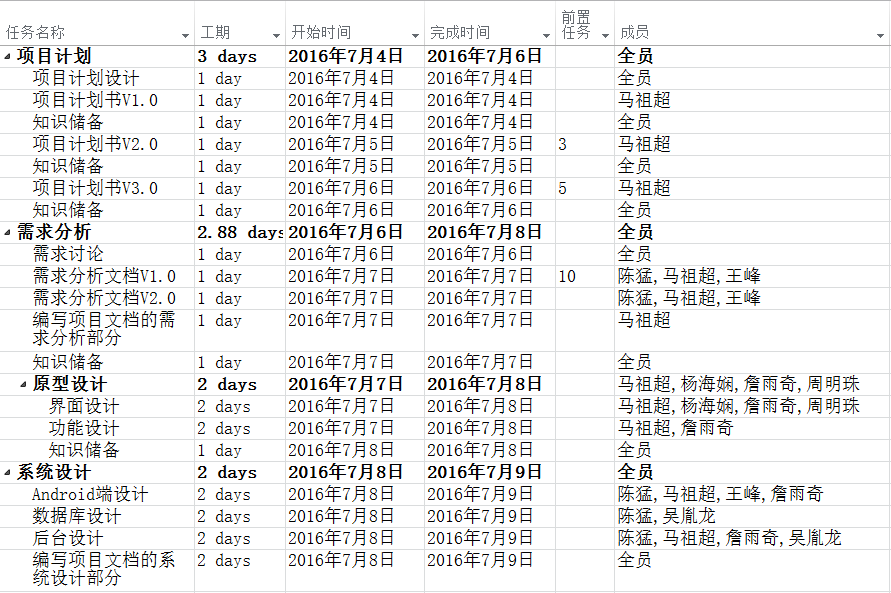 任务名称 工期 开始时间 完成时间 前置任务 成员
项目计划 3 days 2016年7月4日 2016年7月6日 全员
项目计划设计 1 day 2016年7月4日 2016年7月4日 全员
项目计划书V1.0 1 day 2016年7月4日 2016年7月4日 马祖超
知识储备 1 day 2016年7月4日 2016年7月4日 全员
项目计划书V2.0 1 day 2016年7月5日 2016年7月5日 3 马祖超
知识储备 1 day 2016年7月5日 2016年7月5日 全员
项目计划书V3.0 1 day 2016年7月6日 2016年7月6日 5 马祖超
知识储备 1 day 2016年7月6日 2016年7月6日 全员
需求分析 2.88 days 2016年7月6日 2016年7月8日 全员
需求讨论 1 day 2016年7月6日 2016年7月6日 全员
需求分析文档V1.0 1 day 2016年7月7日 2016年7月7日 10 陈猛,马祖超,王峰
需求分析文档V2.0 1 day 2016年7月7日 2016年7月7日 陈猛,马祖超,王峰
编写项目文档的需 1 day 2016年7月7日 2016年7月7日 马祖超
求分析部分
知识储备 1 day 2016年7月7日 2016年7月7日 全员
原型设计 2 days 2016年7月7日 2016年7月8日 马祖超,杨海娴,詹雨奇,周明珠
界面设计 2 days 2016年7月7日 2016年7月8日 马祖超,杨海娴,詹雨奇,周明珠
功能设计 2 days 2016年7月7日 2016年7月8日 马祖超,詹雨奇
知识储备 1 day 2016年7月8日 2016年7月8日 全员
系统设计 2 days 2016年7月8日 2016年7月9日 全员
Android端设计 2 days 2016年7月8日 2016年7月9日 陈猛,马祖超,王峰,詹雨奇
数据库设计 2 days 2016年7月8日 2016年7月9日 陈猛,吴胤龙
后台设计 2 days 2016年7月8日 2016年7月9日 陈猛,马祖超,詹雨奇,吴胤龙
编写项目文档的系 2 days 2016年7月8日 2016年7月9日 全员
统设计部分